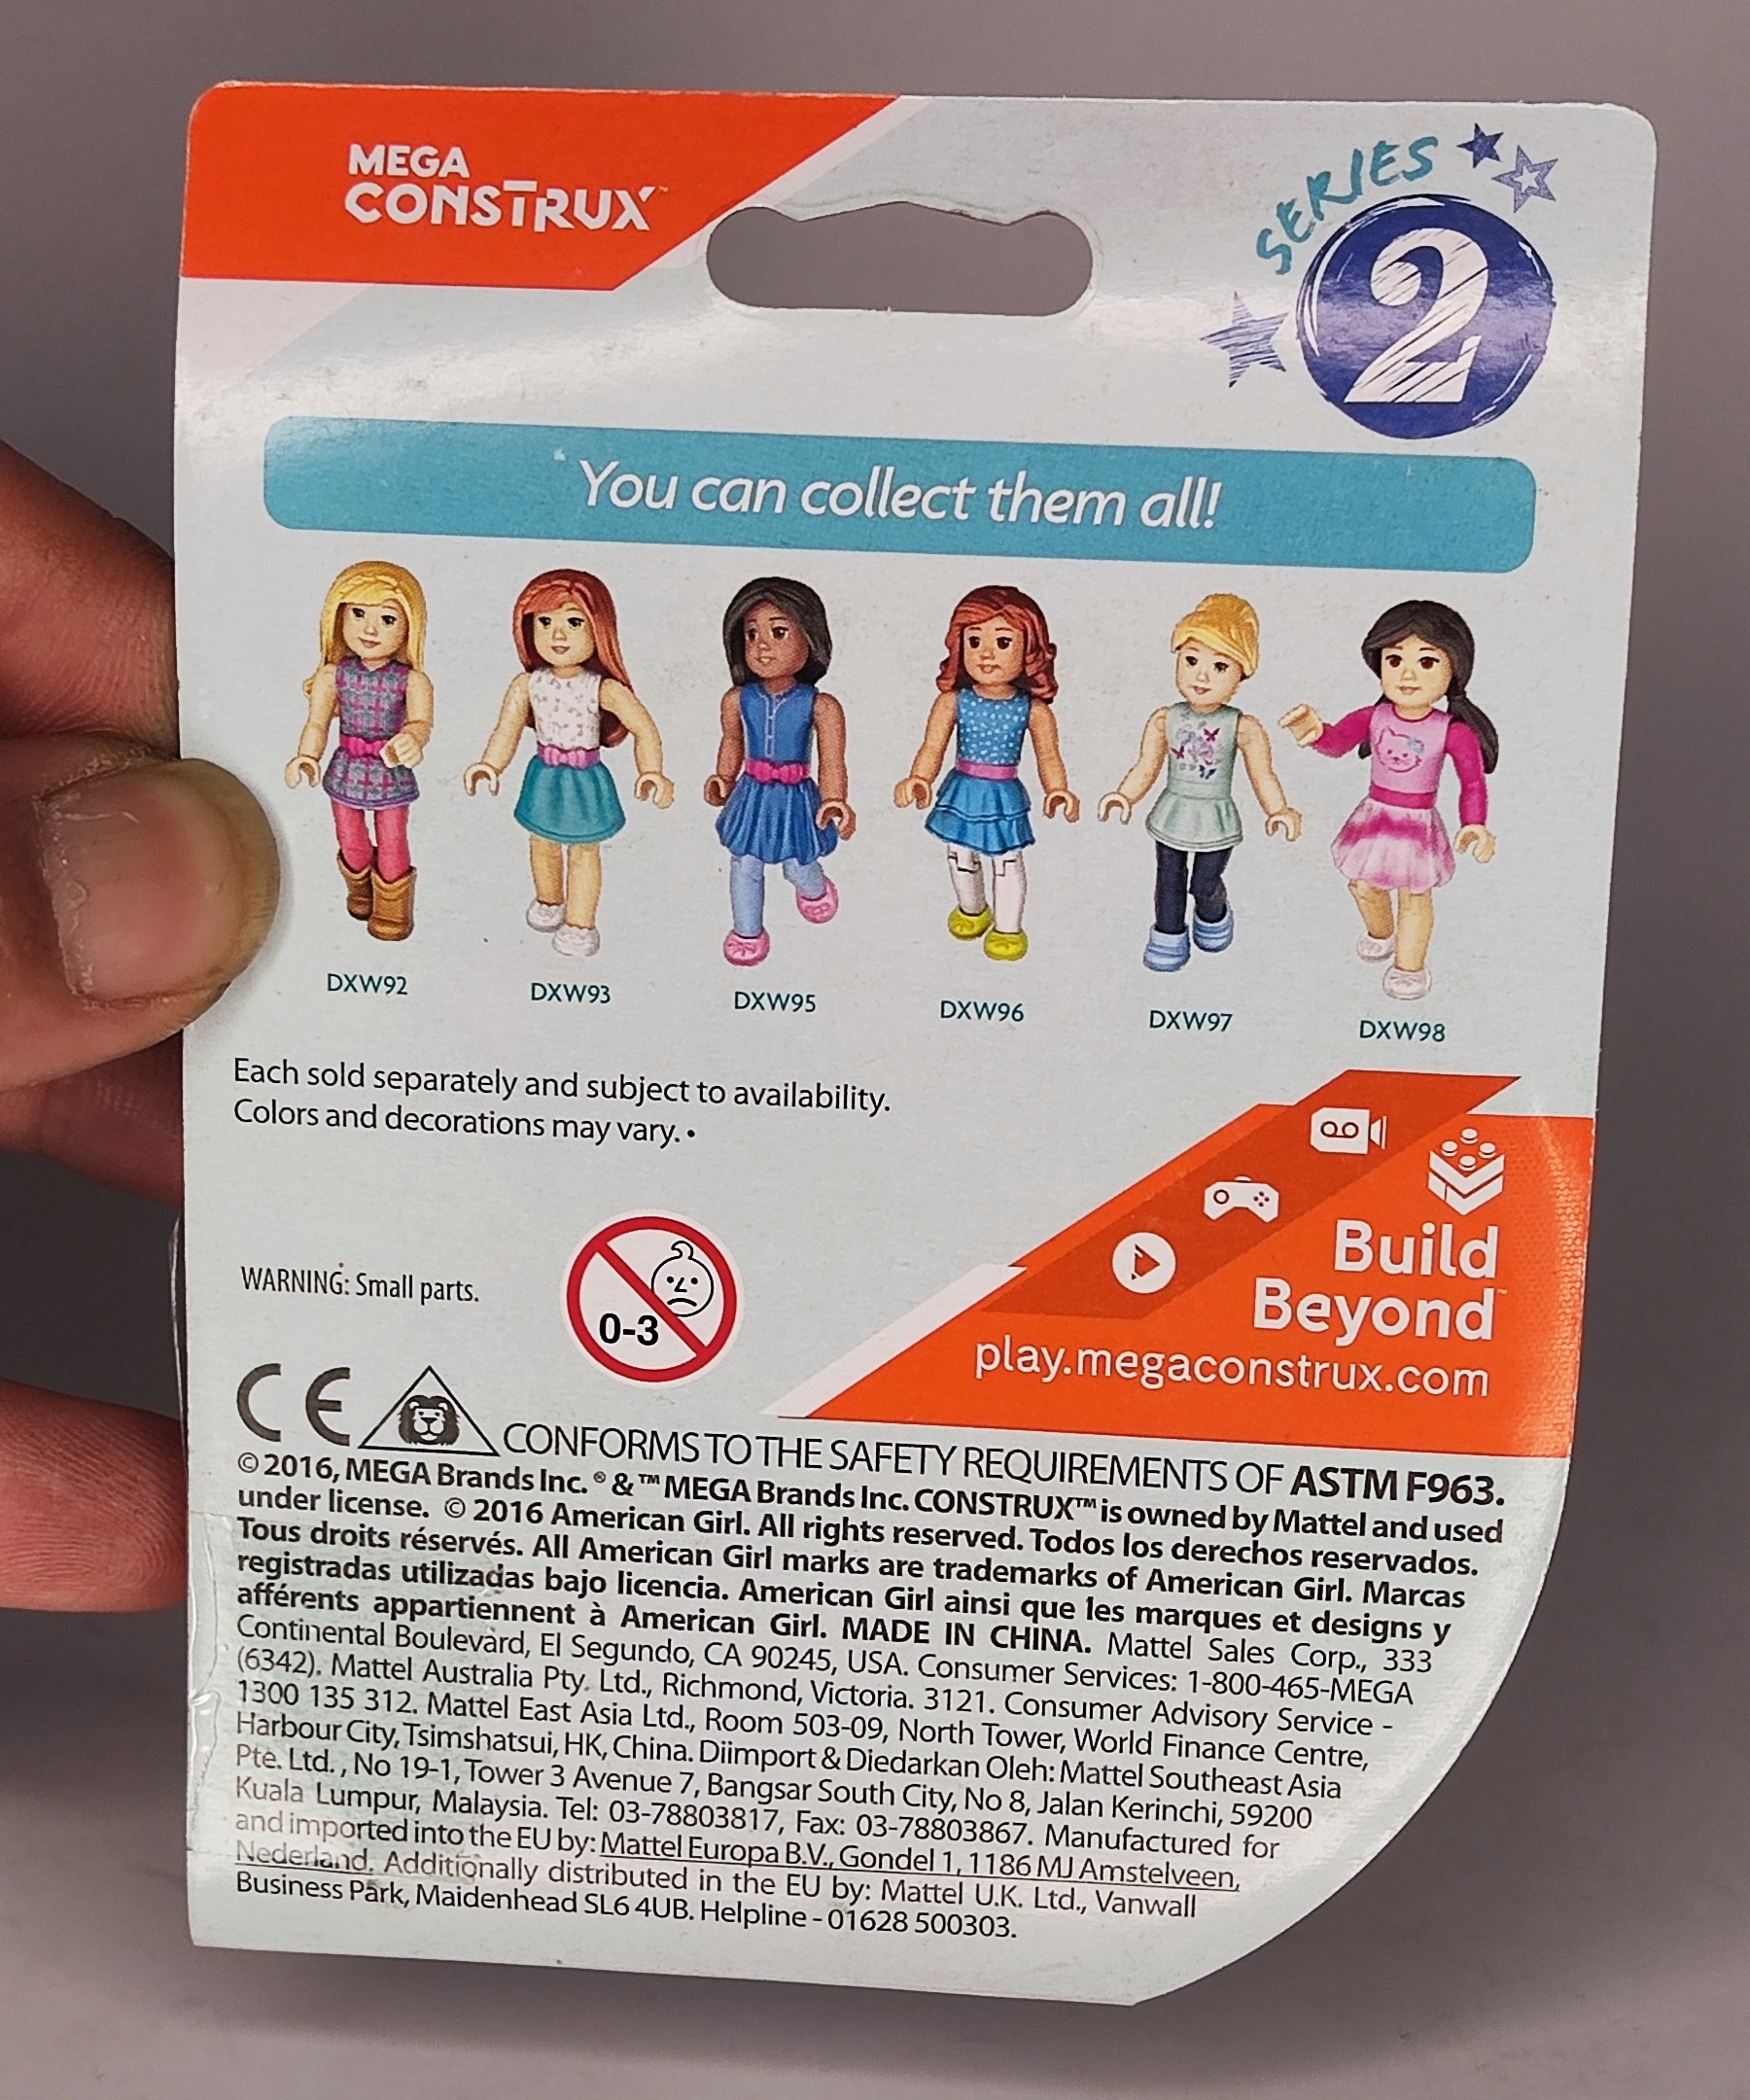 MEGA
CONSTRUX™
SERIES
2
You can collect them all!
DXW92 DXW93 DXW95 DXW96 DXW97 DXW98
Each sold separately and subject to availability.
Colors and decorations may vary. •
WARNING: Small parts.
0-3
Build
Beyond™
play.megaconstrux.com
CE CONFORMS TO THE SAFETY REQUIREMENTS OF ASTM F963.
© 2016, MEGA Brands Inc. ® & ™ MEGA Brands Inc. CONSTRUX™ is owned by Mattel and used
under license. © 2016 American Girl. All rights reserved. Todos los derechos reservados.
Tous droits réservés. All American Girl marks are trademarks of American Girl. Marcas
registradas utilizadas bajo licencia. American Girl ainsi que les marques et designs y
afférents appartiennent à American Girl. MADE IN CHINA. Mattel Sales Corp., 333
Continental Boulevard, El Segundo, CA 90245, USA. Consumer Services: 1-800-465-MEGA
(6342). Mattel Australia Pty. Ltd., Richmond, Victoria. 3121. Consumer Advisory Service -
1300 135 312. Mattel East Asia Ltd., Room 503-09, North Tower, World Finance Centre,
Harbour City, Tsimshatsui, HK, China. Diimport & Diedarkan Oleh: Mattel Southeast Asia
Pte. Ltd., No 19-1, Tower 3 Avenue 7, Bangsar South City, No 8, Jalan Kerinchi, 59200
Kuala Lumpur, Malaysia. Tel: 03-78803817, Fax: 03-78803867. Manufactured for
and imported into the EU by: Mattel Europa B.V., Gondel 1, 1186 MJ Amstelveen,
Nederland. Additionally distributed in the EU by: Mattel U.K. Ltd., Vanwall
Business Park, Maidenhead SL6 4UB. Helpline - 01628 500303.